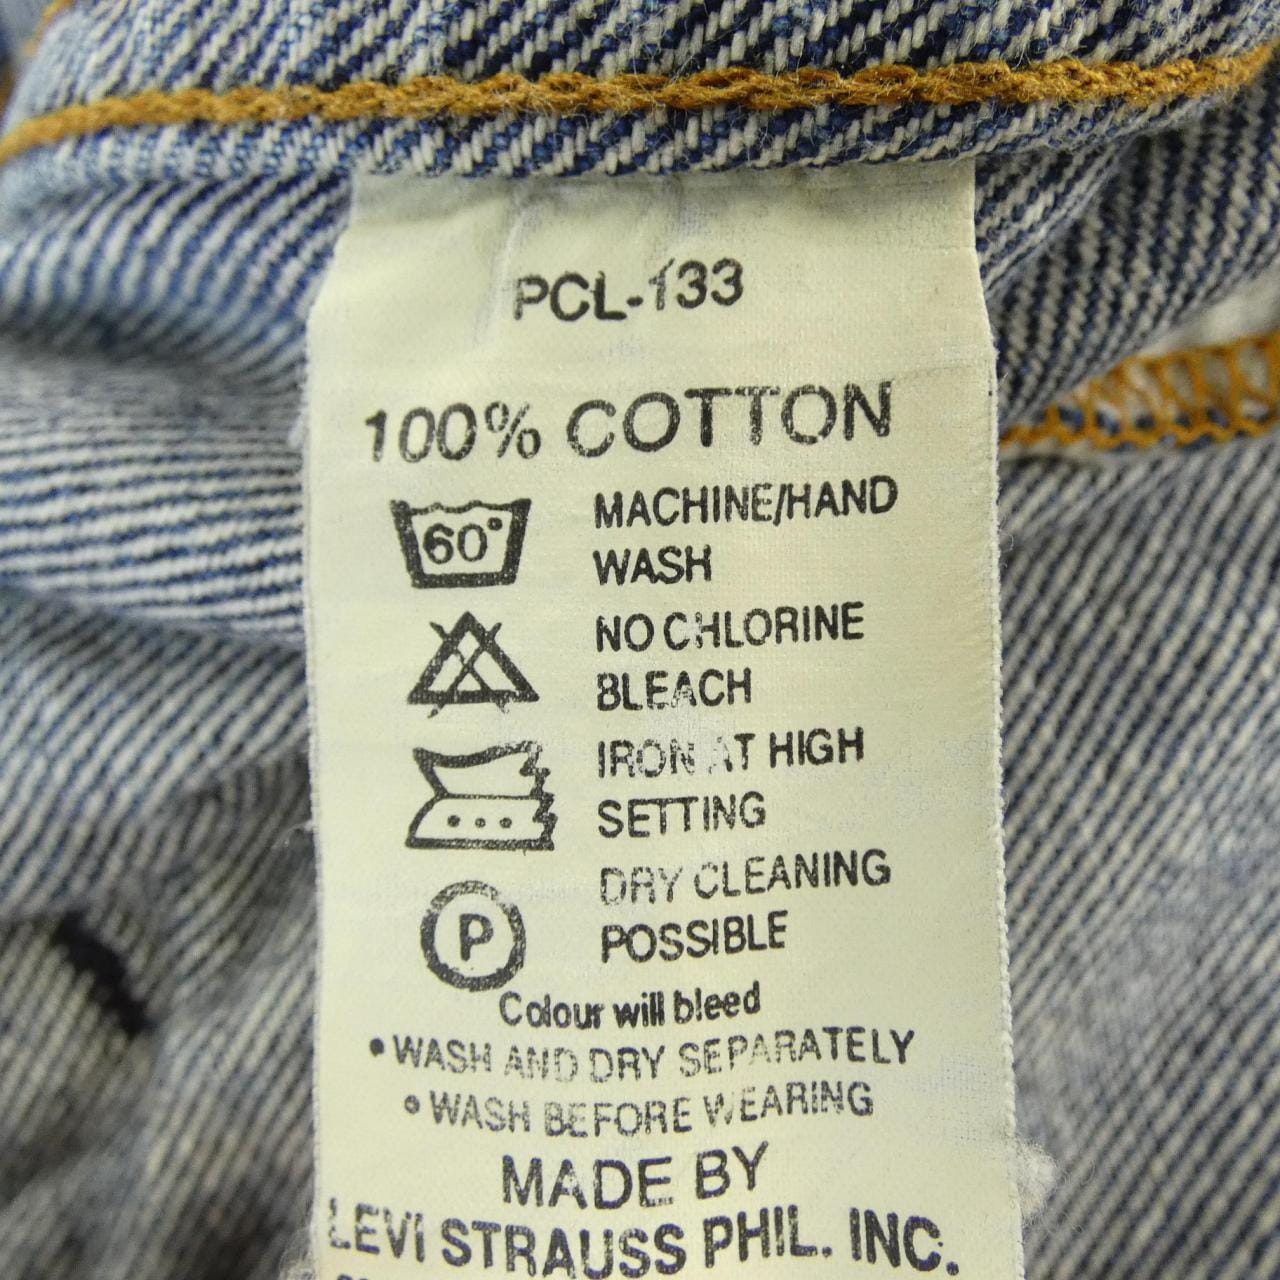 PCL-133
100% COTTON
60° MACHINE/HAND
WASH
NO CHLORINE
BLEACH
IRON AT HIGH
SETTING
DRY CLEANING
P POSSIBLE
Colour will bleed
• WASH AND DRY SEPARATELY
• WASH BEFORE WEARING
MADE BY
LEVI STRAUSS PHIL. INC.